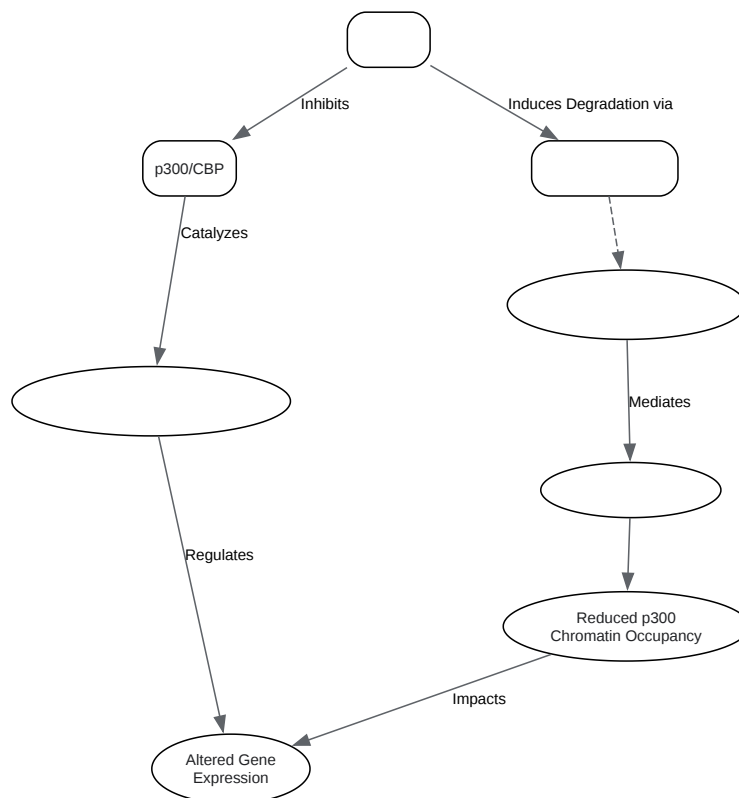 Inhibits
Induces Degradation via
p300/CBP
Catalyzes
Mediates
Regulates
Reduced p300
Chromatin Occupancy
Impacts
Altered Gene
Expression